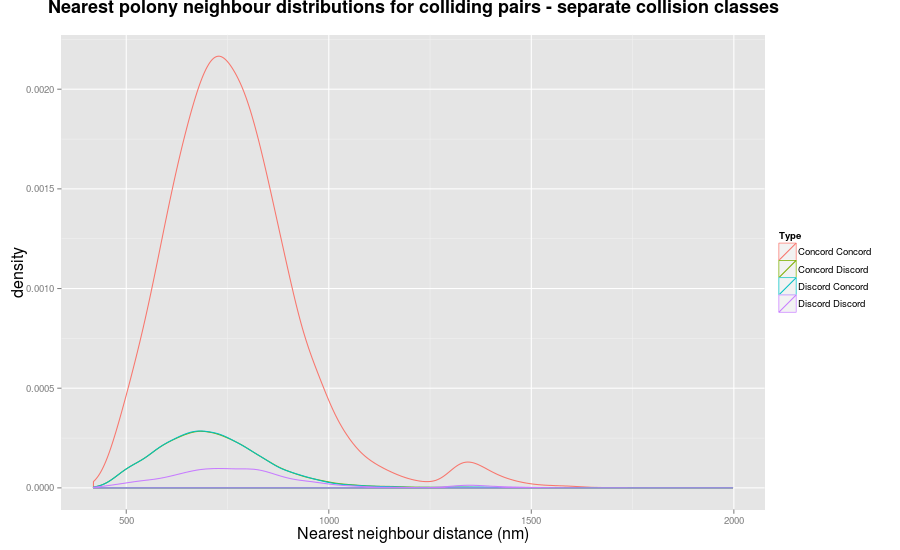 Nearest polony neighbour distributions for colliding pairs - separate collision classes
density
0.0020
0.0015
0.0010
0.0005
0.0000
500
1000
1500
2000
Nearest neighbour distance (nm)
Type
Concord Concord
Concord Discord
Discord Concord
Discord Discord